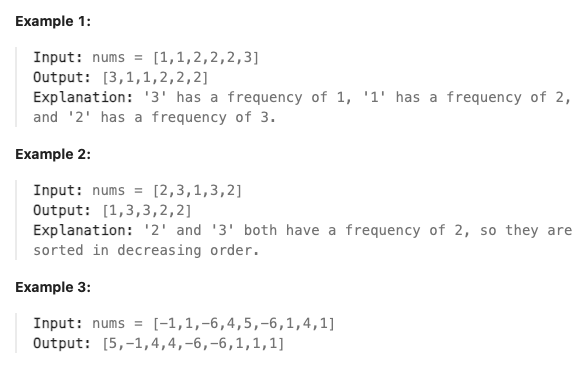 Example 1:
Input: nums = [1,1,2,2,2,3]
Output: [3,1,1,2,2,2]
Explanation: '3' has a frequency of 1, '1' has a frequency of 2,
and '2' has a frequency of 3.
Example 2:
Input: nums = [2,3,1,3,2]
Output: [1,3,3,2,2]
Explanation: '2' and '3' both have a frequency of 2, so they are
sorted in decreasing order.
Example 3:
Input: nums = [-1,1,-6,4,5,-6,1,4,1]
Output: [5,-1,4,4,-6,-6,1,1,1]